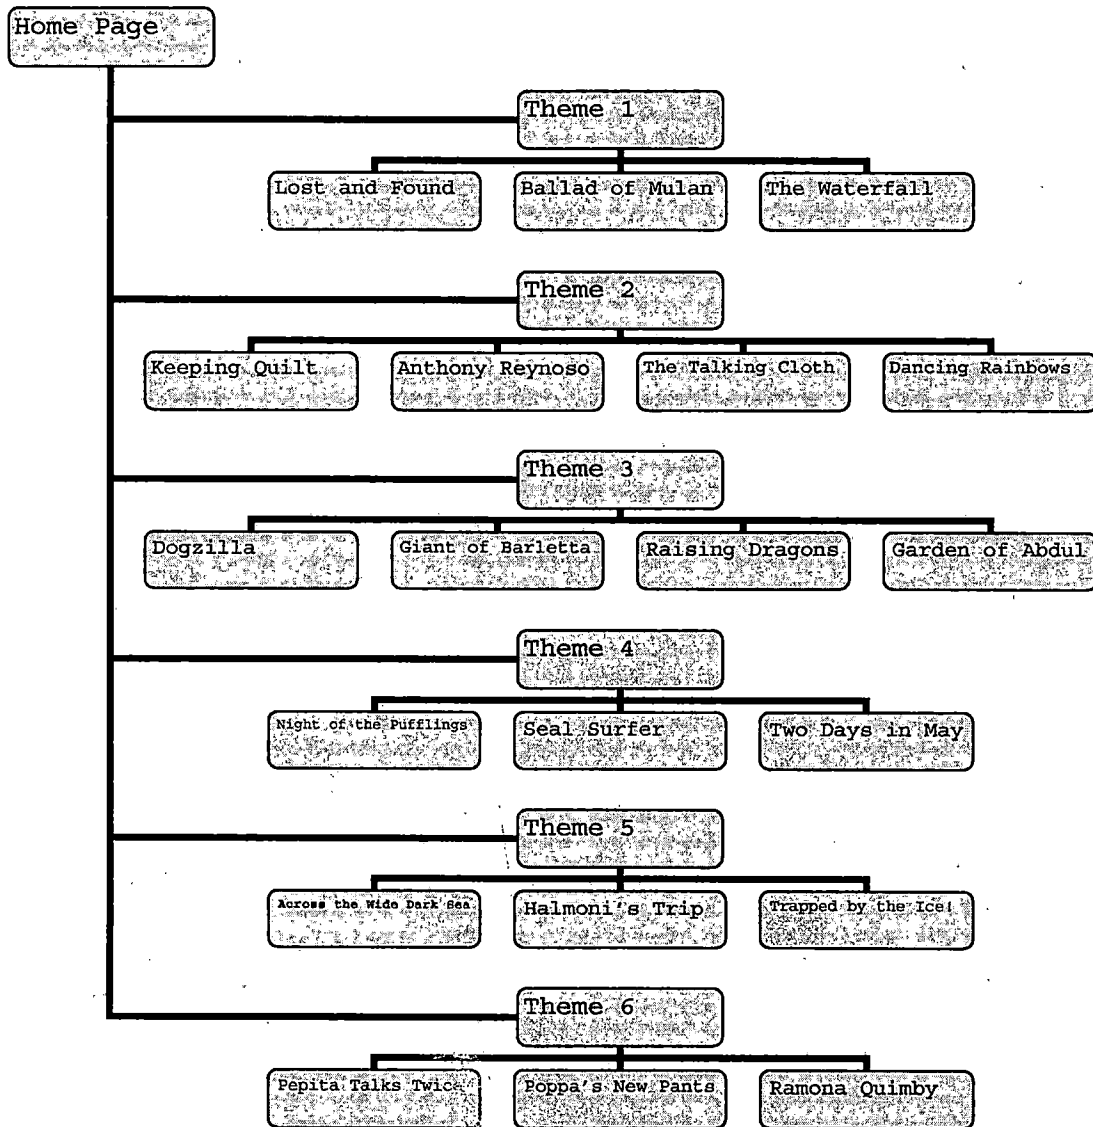 Home Page
Theme 1
Lost and Found
Ballad of Mulan
The Waterfall
Theme 2
Keeping Quilt
Anthony Reynoso
The Talking Cloth
Dancing Rainbows
Theme 3
Dogzilla
Giant of Barletta
Raising Dragons
Garden of Abdul
Theme 4
Night of the Pufflings
Seal Surfer
Two Days in May
Theme 5
Across the Wide Dark Sea
Halmoni's Trip
Trapped by the Ice!
Theme 6
Pepita Talks Twice
Poppa's New Pants
Ramona Quimby